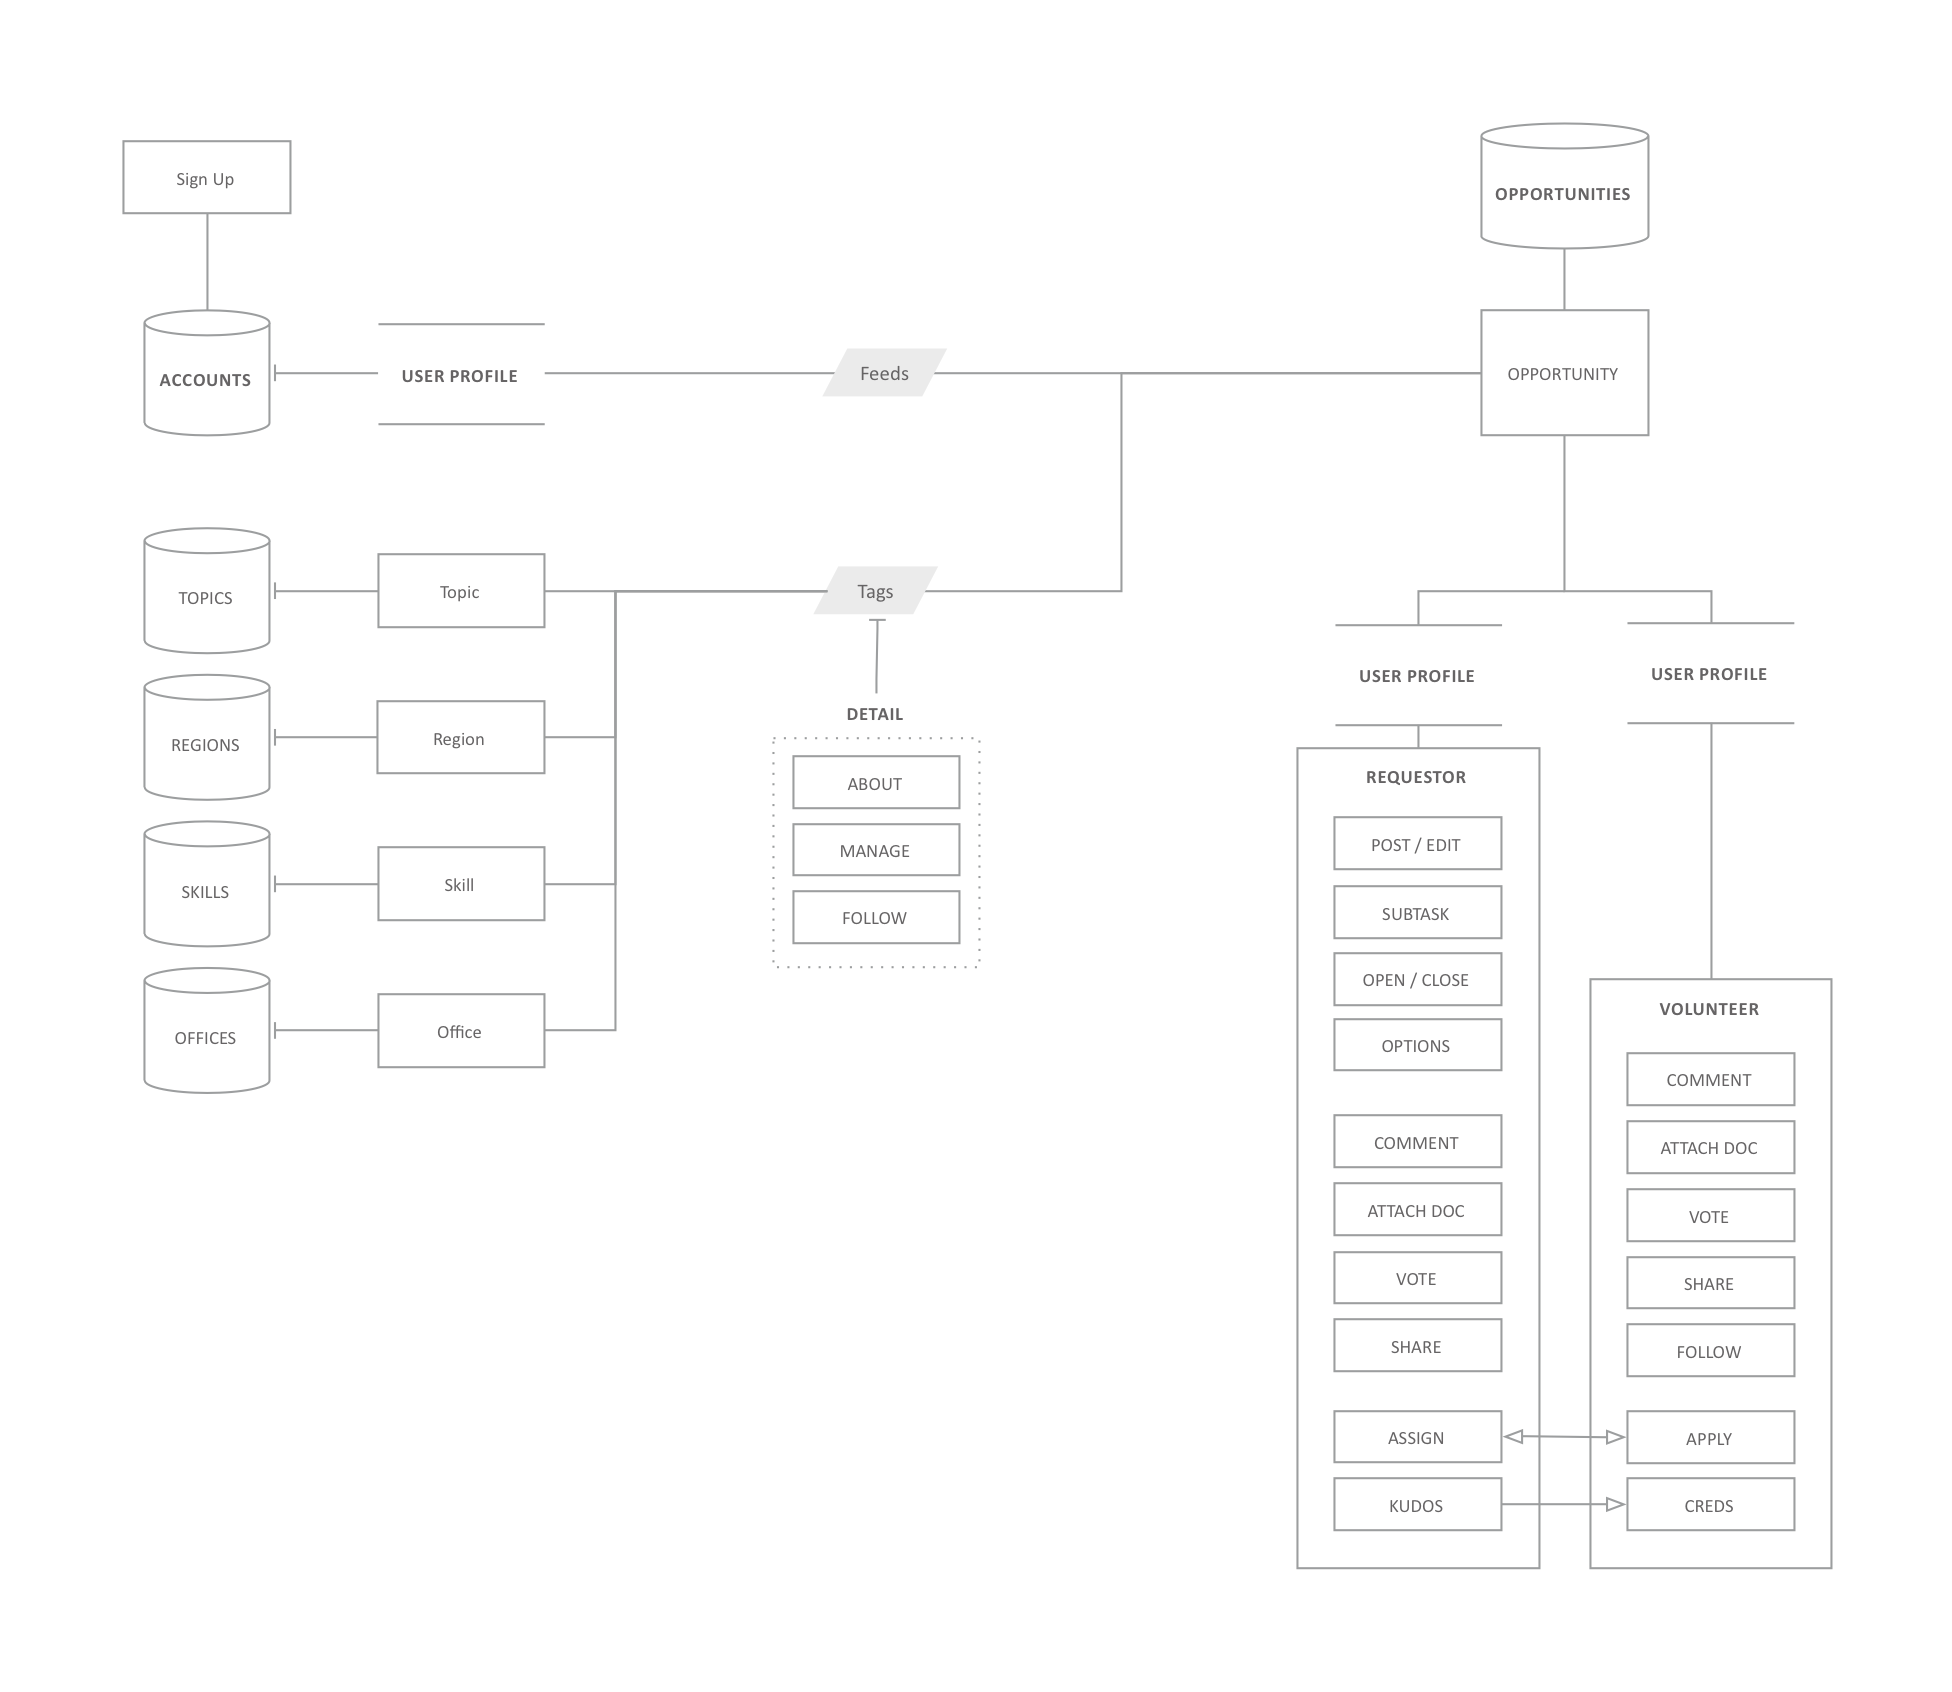 Sign Up
OPPORTUNITIES
ACCOUNTS
USER PROFILE
Feeds
OPPORTUNITY
TOPICS
Topic
Tags
REGIONS
Region
SKILLS
Skill
OFFICES
Office
DETAIL
ABOUT
MANAGE
FOLLOW
USER PROFILE
REQUESTOR
POST / EDIT
SUBTASK
OPEN / CLOSE
OPTIONS
COMMENT
ATTACH DOC
VOTE
SHARE
ASSIGN
KUDOS
USER PROFILE
VOLUNTEER
COMMENT
ATTACH DOC
VOTE
SHARE
FOLLOW
APPLY
CREDS